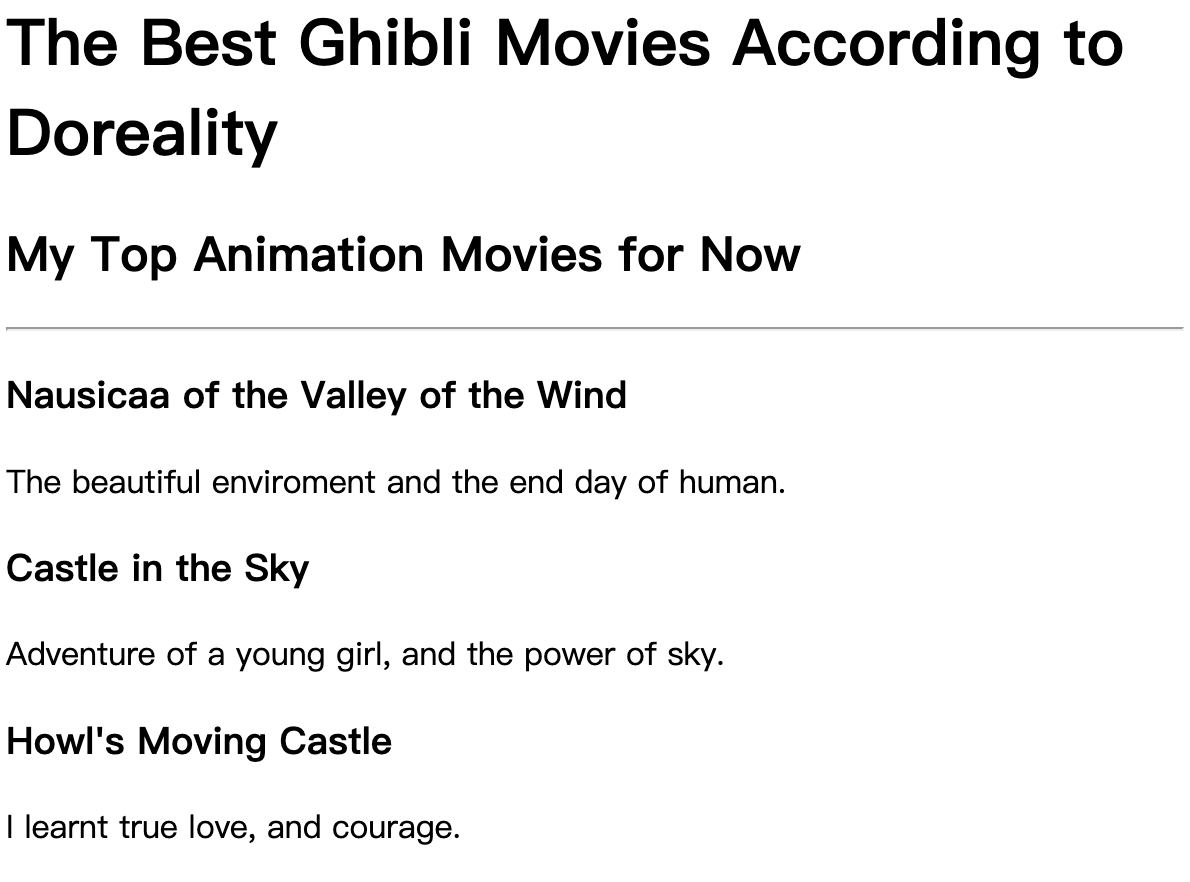 The Best Ghibli Movies According to
Doreality
My Top Animation Movies for Now
Nausicaa of the Valley of the Wind
The beautiful enviroment and the end day of human.
Castle in the Sky
Adventure of a young girl, and the power of sky.
Howl's Moving Castle
I learnt true love, and courage.